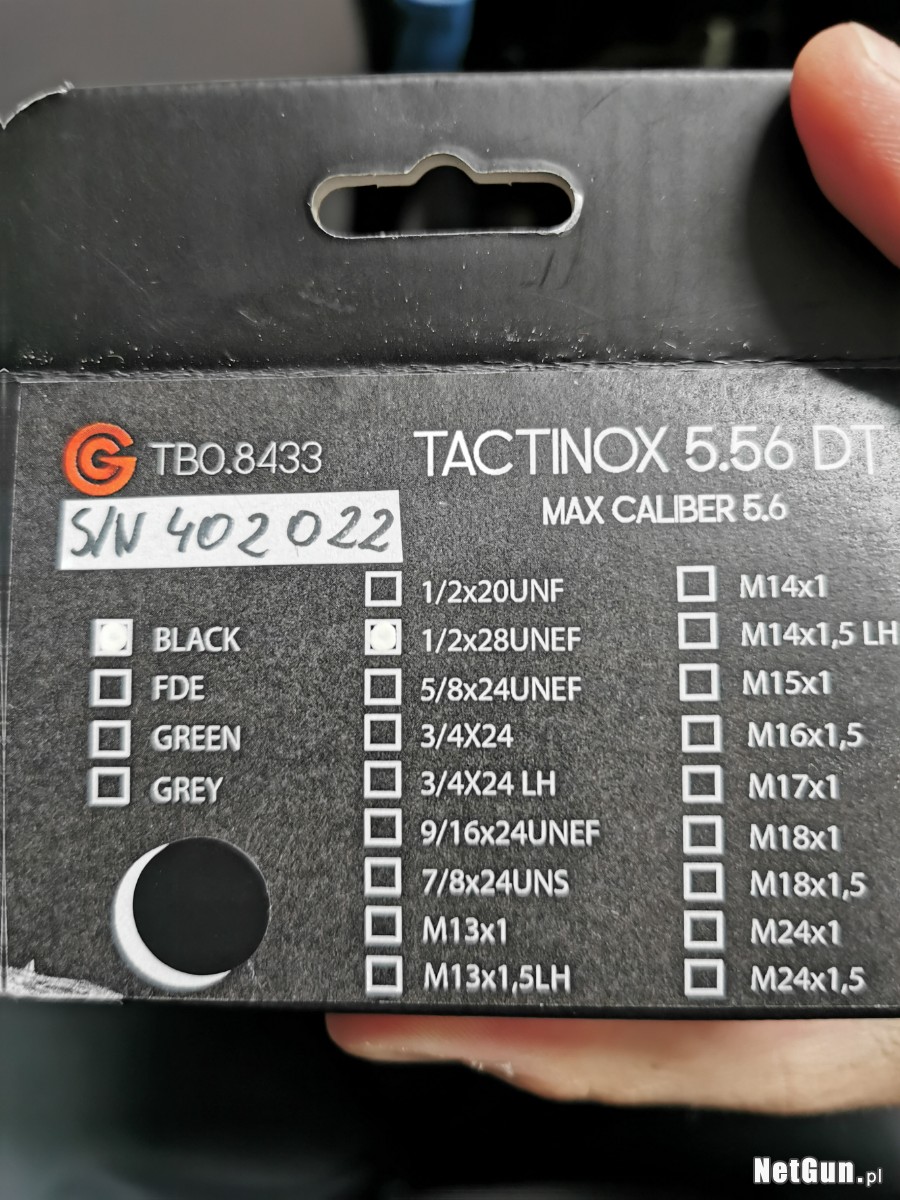 TBO.8433
TACTINOX 5.56 DT
MAX CALIBER 5.6
S/N 402022
BLACK
FDE
GREEN
GREY
1/2x20UNF
1/2x28UNEF
5/8x24UNEF
3/4X24
3/4X24 LH
9/16x24UNEF
7/8x24UNS
M13x1
M13x1,5LH
M14x1
M14x1,5 LH
M15x1
M16x1,5
M17x1
M18x1
M18x1,5
M24x1
M24x1,5
NetGun.pl